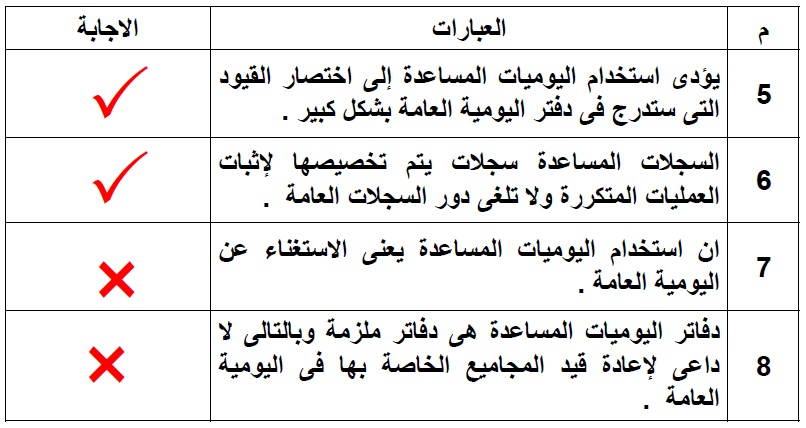 م العبارات الاجابة
5 يؤدى استخدام اليوميات المساعدة إلى اختصار القيود ✓
التى ستدرج فى دفتر اليومية العامة بشكل كبير .
6 السجلات المساعدة سجلات يتم تخصيصها لإثبات ✓
العمليات المتكررة ولا تلغى دور السجلات العامة .
7 ان استخدام اليوميات المساعدة يعنى الاستغناء عن ×
اليومية العامة .
8 دفاتر اليوميات المساعدة هى دفاتر ملزمة وبالتالى لا ×
داعى لإعادة قيد المجاميع الخاصة بها فى اليومية
العامة .